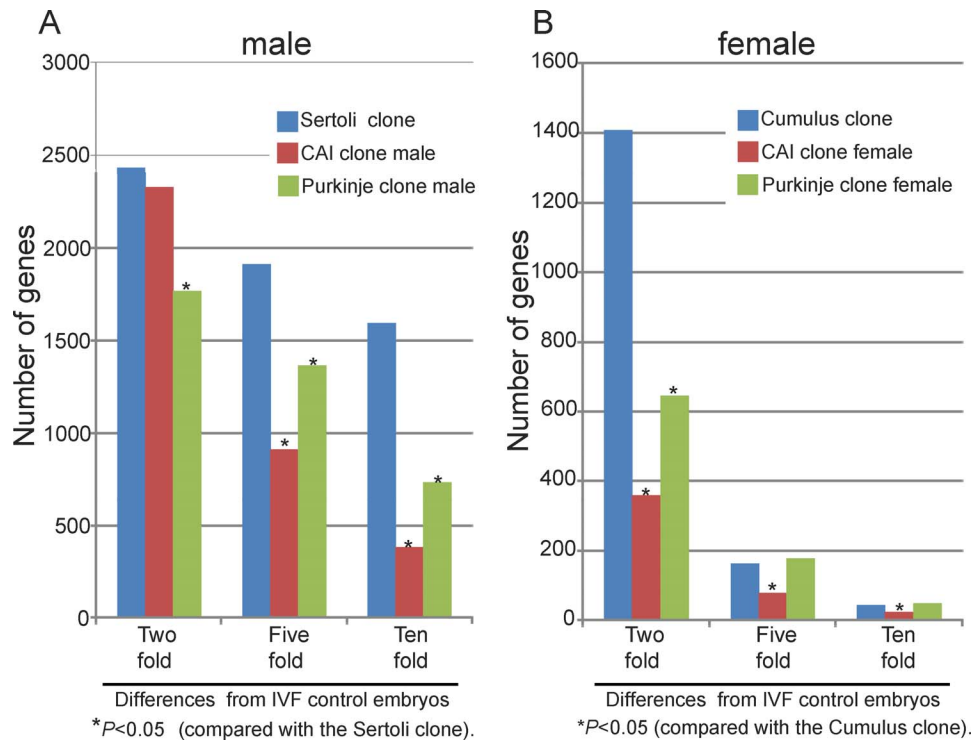 A
male
3000
2500
2000
1500
1000
500
0
Number of genes
Sertoli clone
CAI clone male
Purkinje clone male
*
*
*
*
*
Two fold
Five fold
Ten fold
Differences from IVF control embryos
*P<0.05 (compared with the Sertoli clone).
B
female
1600
1400
1200
1000
800
600
400
200
0
Number of genes
Cumulus clone
CAI clone female
Purkinje clone female
*
*
*
*
Two fold
Five fold
Ten fold
Differences from IVF control embryos
*P<0.05 (compared with the Cumulus clone).